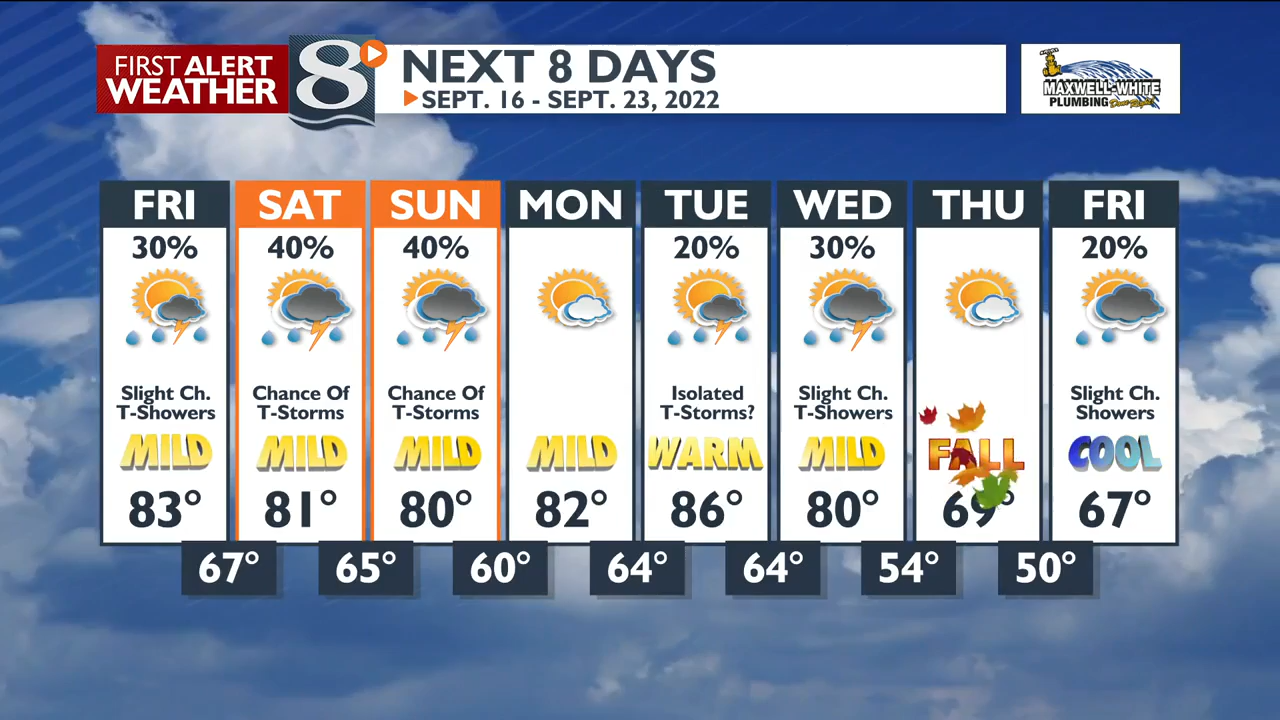 FIRST ALERT
WEATHER
8
NEXT 8 DAYS
SEPT. 16 - SEPT. 23, 2022
MAXWELL-WHITE
PLUMBING
FRI
30%
Slight Ch.
T-Showers
MILD
83°
67°
SAT
40%
Chance Of
T-Storms
MILD
81°
65°
SUN
40%
Chance Of
T-Storms
MILD
80°
60°
MON
MILD
82°
64°
TUE
20%
Isolated
T-Storms?
WARM
86°
64°
WED
30%
Slight Ch.
T-Showers
MILD
80°
54°
THU
FALL
69°
50°
FRI
20%
Slight Ch.
Showers
COOL
67°